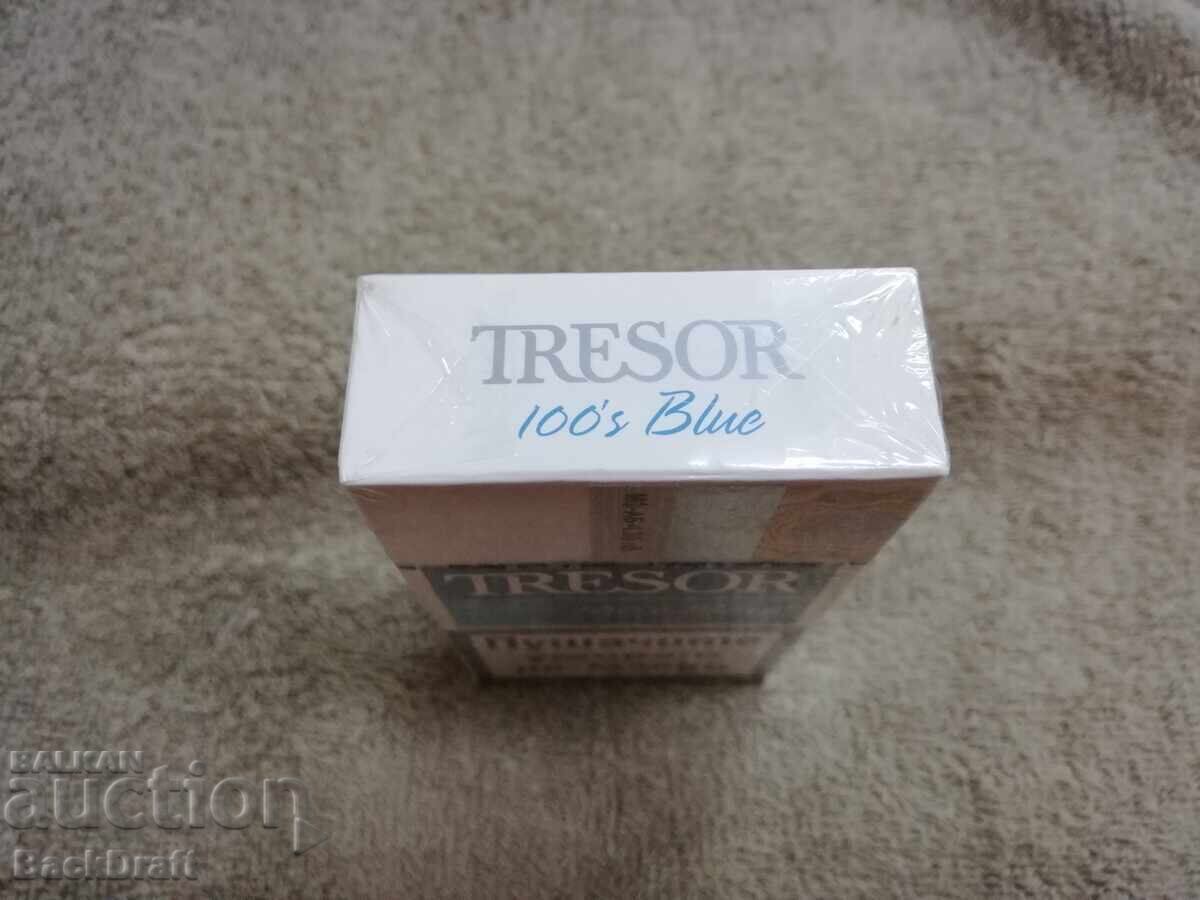 TRESOR
100's Blue
TRESOR
BALKAN
auction
BackDraft